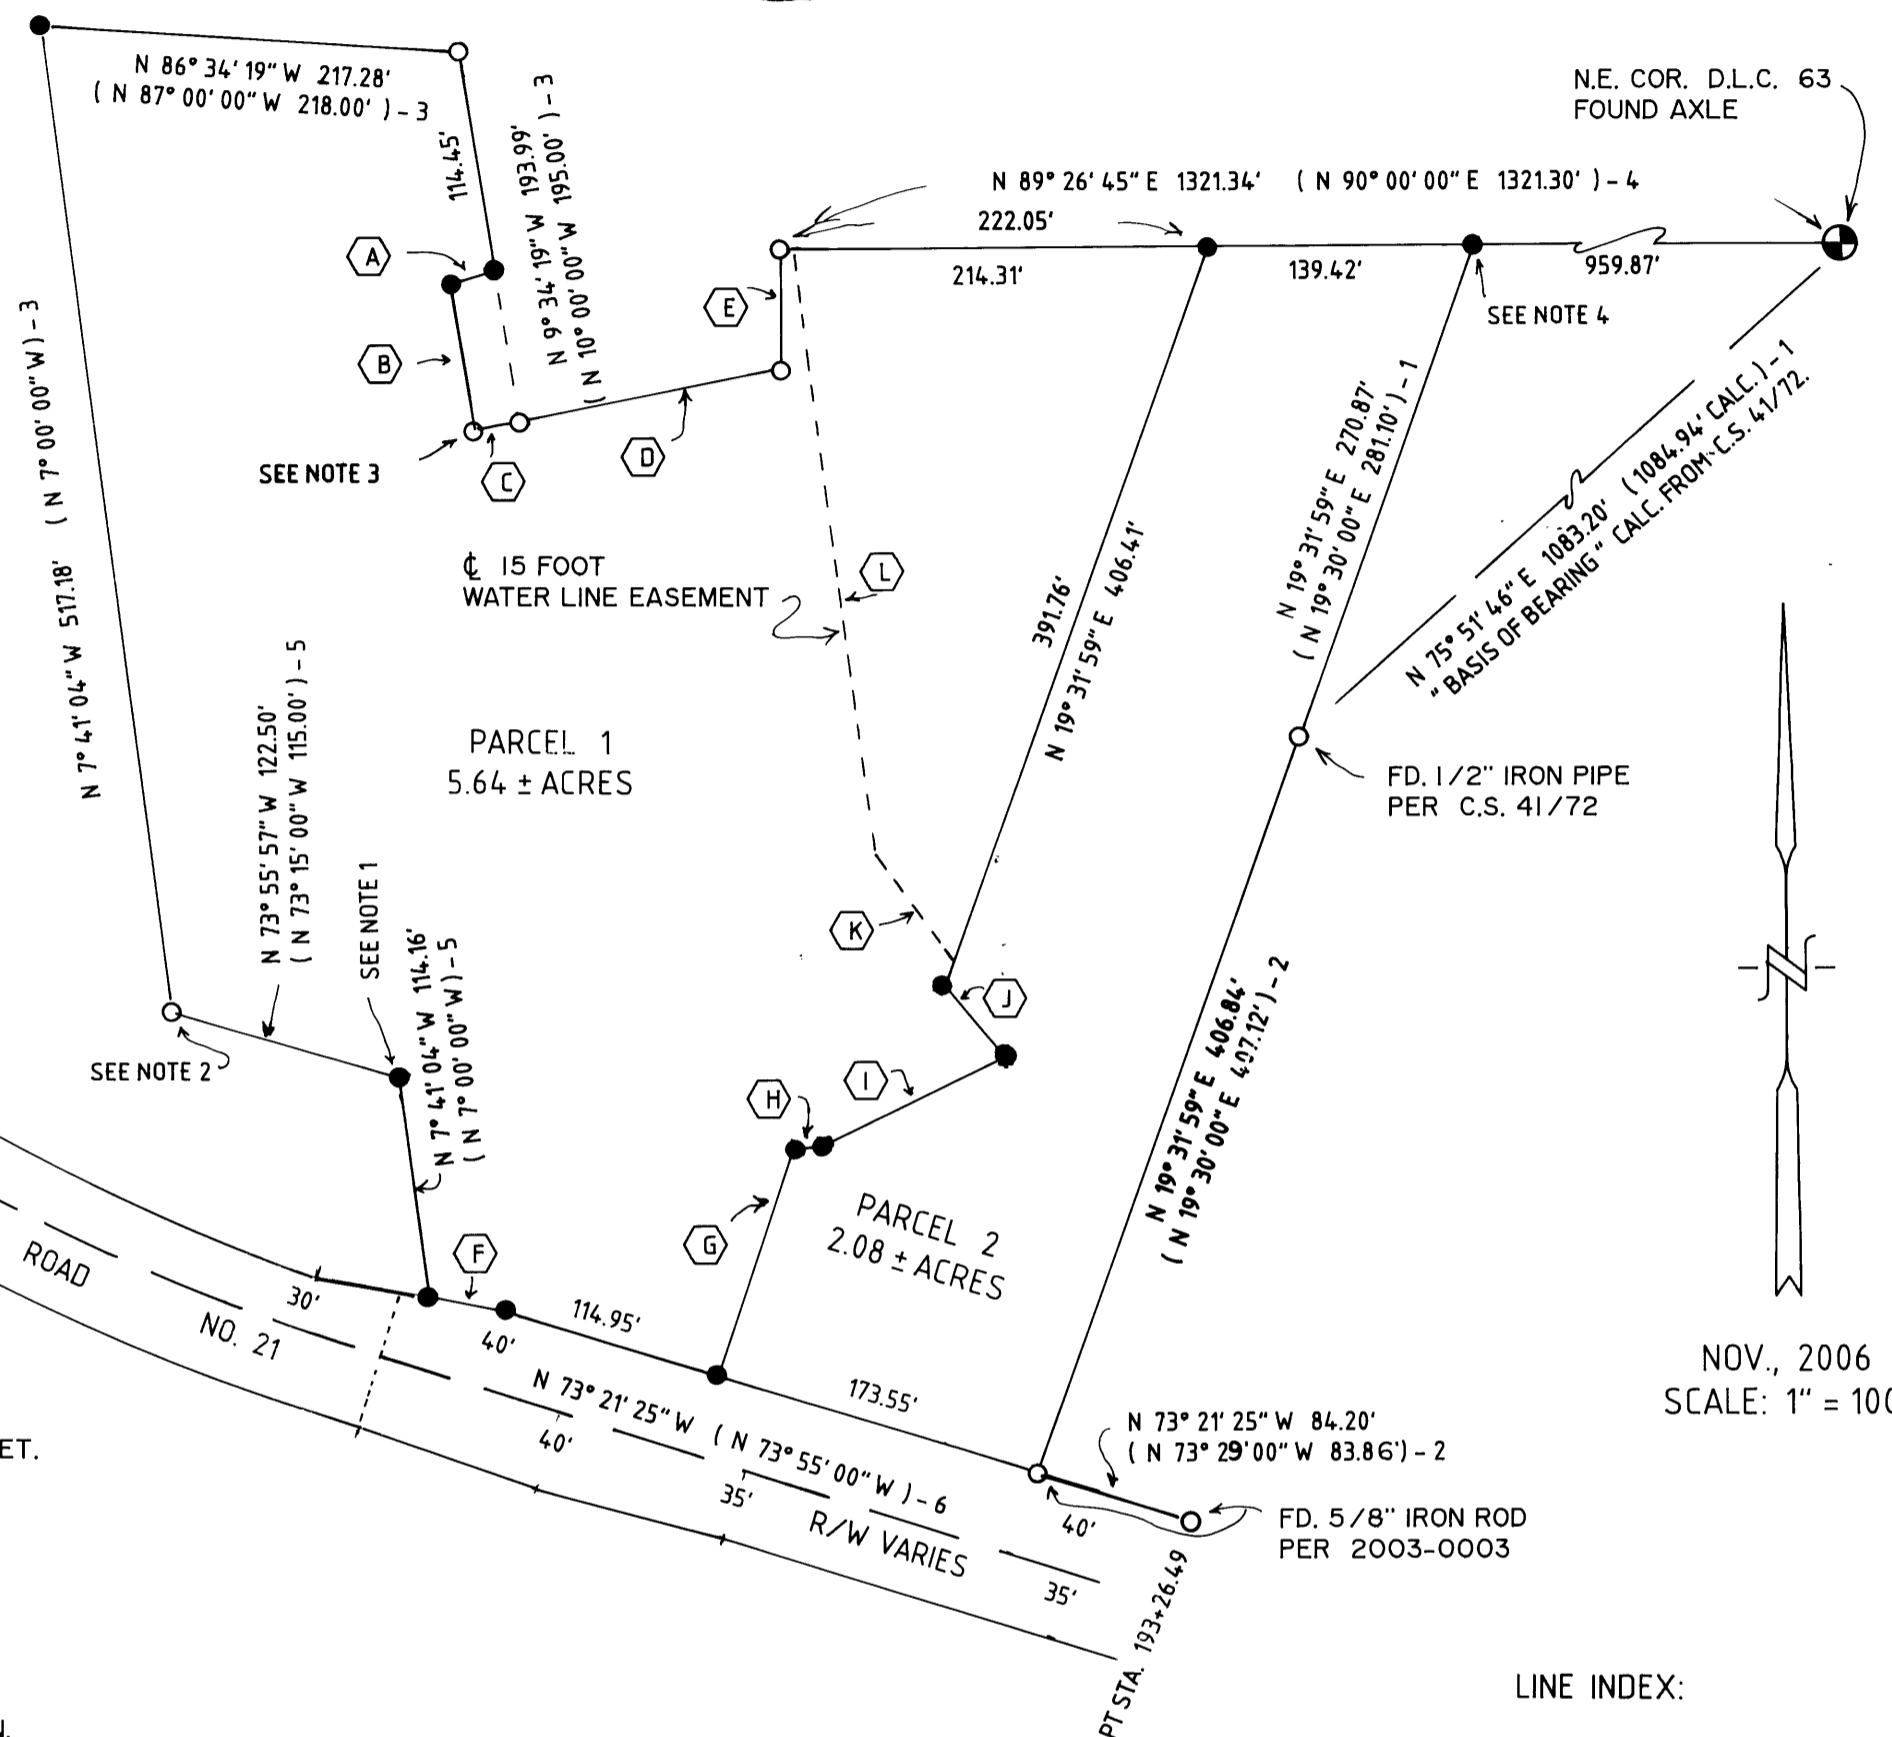 N 86° 34' 19" W 217.28'
( N 87° 00' 00" W 218.00' ) - 3
114.45'
N 9° 34' 19" W 193.99'
( N 10° 00' 00" W 195.00' ) - 3
N.E. COR. D.L.C. 63
FOUND AXLE
N 89° 26' 45" E 1321.34' ( N 90° 00' 00" E 1321.30' ) - 4
222.05'
214.31'
139.42'
959.87'
SEE NOTE 4
A
B
C
D
E
SEE NOTE 3
N 7° 41' 04" W 517.18' ( N 7° 00' 00" W ) - 3
℄ 15 FOOT
WATER LINE EASEMENT
L
391.76'
N 19° 31' 59" E 406.41'
N 19° 31' 59" E 270.87'
( N 19° 30' 00" E 281.10' ) - 1
N 75° 51' 46" E 1083.20' ( 1084.94' CALC. ) - 1
" BASIS OF BEARING " CALC. FROM C.S. 41/72.
FD. 1/2" IRON PIPE
PER C.S. 41/72
PARCEL 1
5.64 ± ACRES
N 73° 55' 57" W 122.50'
( N 73° 15' 00" W 115.00' ) - 5
SEE NOTE 1
N 7° 41' 04" W 114.16'
( N 7° 00' 00" W ) - 5
SEE NOTE 2
K
J
I
H
G
F
N
PARCEL 2
2.08 ± ACRES
N 19° 31' 59" E 406.84'
( N 19° 30' 00" E 407.12' ) - 2
ROAD
NO. 21
30'
40'
114.95'
173.55'
N 73° 21' 25" W ( N 73° 55' 00" W ) - 6
40'
35'
R/W VARIES
40'
35'
N 73° 21' 25" W 84.20'
( N 73° 29' 00" W 83.86' ) - 2
FD. 5/8" IRON ROD
PER 2003-0003
PT STA. 193+26.49
NOV., 2006
SCALE: 1" = 100
ET.
N.
LINE INDEX: